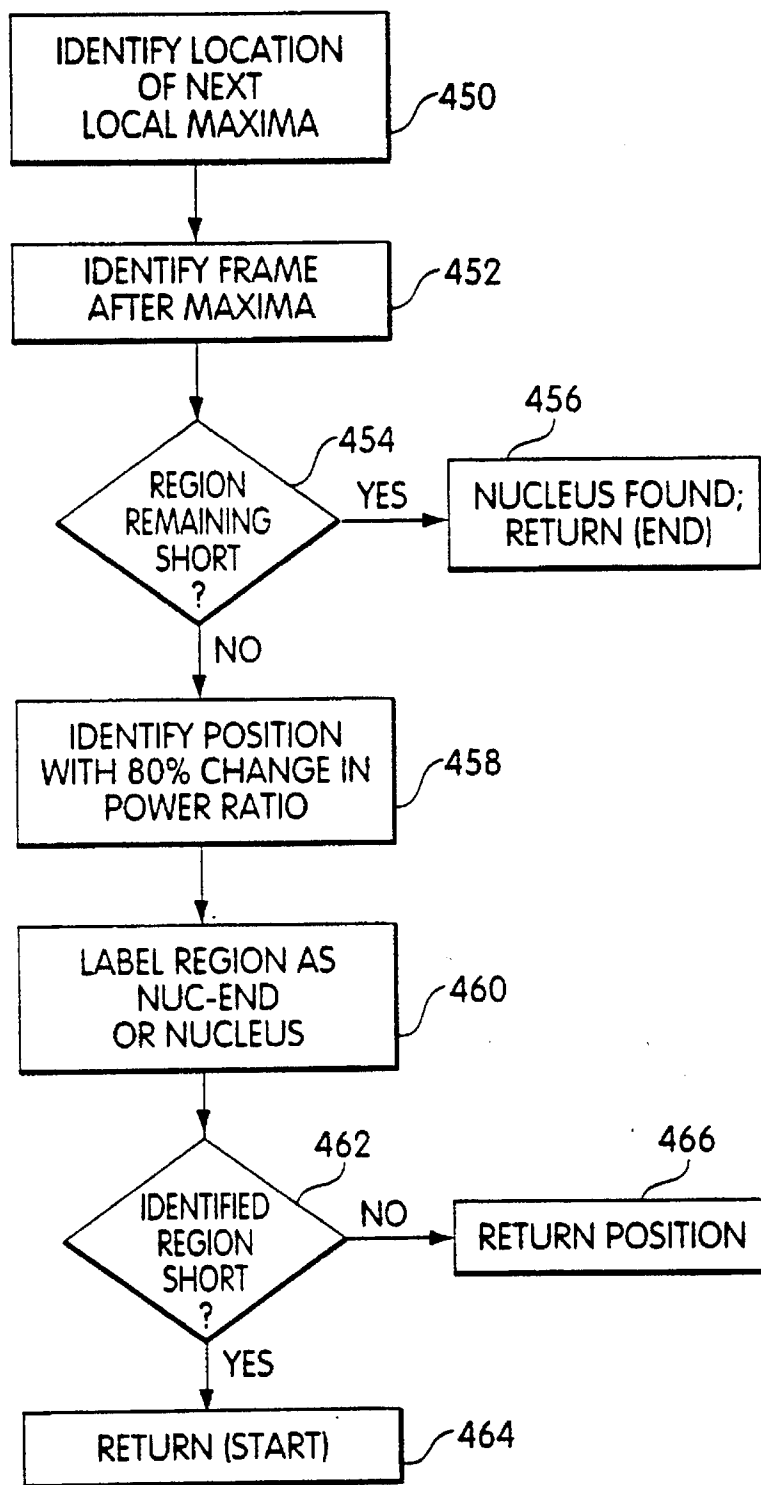 IDENTIFY LOCATION
OF NEXT
LOCAL MAXIMA
450
IDENTIFY FRAME
AFTER MAXIMA
452
REGION
REMAINING
SHORT
?
454
YES
456
NUCLEUS FOUND;
RETURN (END)
NO
IDENTIFY POSITION
WITH 80% CHANGE IN
POWER RATIO
458
LABEL REGION AS
NUC-END
OR NUCLEUS
460
IDENTIFIED
REGION
SHORT
?
462
NO
466
RETURN POSITION
YES
RETURN (START)
464